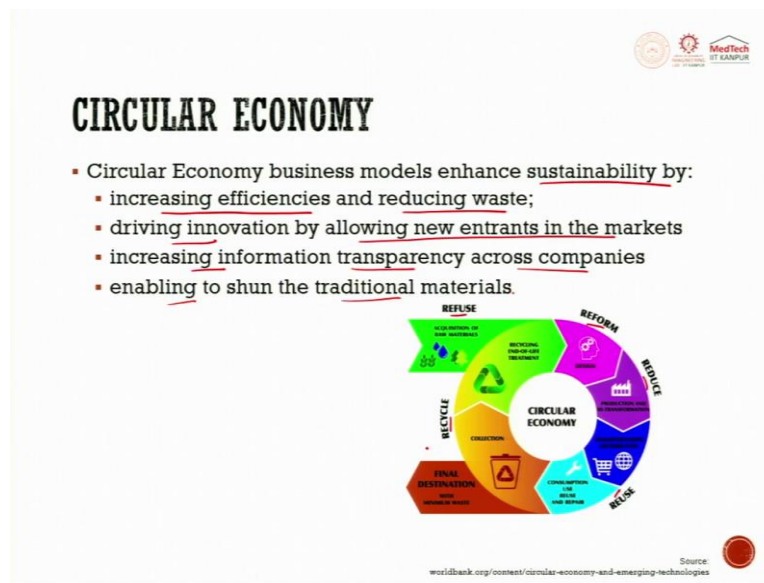 MedTech
IIT KANPUR
CIRCULAR ECONOMY
Circular Economy business models enhance sustainability by:
increasing efficiencies and reducing waste;
driving innovation by allowing new entrants in the markets
increasing information transparency across companies
enabling to shun the traditional materials.
REFUSE
ACQUISITION OF
RAW MATERIALS
RECYCLING
END-OF-LIFE
TREATMENT
REFORM
REDUCE
PRODUCTION AND
CIRCULAR
ECONOMY
RECYCLE
COLLECTION
FINAL
DESTINATION
WITH
MINIMUM WASTE
CONSUMPTION
USE
REUSE
AND REPAIR
REUSE
Source:
worldbank.org/content/circular-economy-and-emerging-technologies